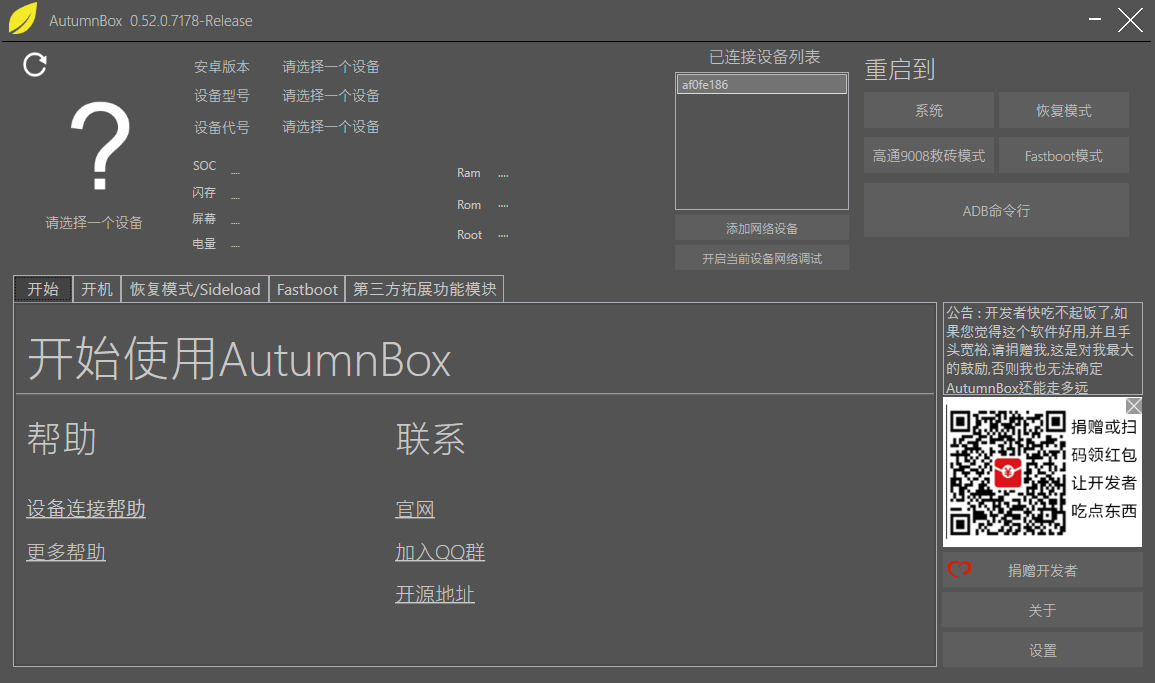 AutumnBox 0.52.0.7178-Release
安卓版本 请选择一个设备
设备型号 请选择一个设备
设备代号 请选择一个设备
?
请选择一个设备
SOC ....
闪存 ....
屏幕 ....
电量 ....
Ram ....
Rom ....
Root ....
已连接设备列表
af0fe186
添加网络设备
开启当前设备网络调试
重启到
系统 恢复模式
高通9008救砖模式 Fastboot模式
ADB命令行
开始 开机 恢复模式/Sideload Fastboot 第三方拓展功能模块
开始使用AutumnBox
帮助
设备连接帮助
更多帮助
联系
官网
加入QQ群
开源地址
公告 : 开发者快吃不起饭了,如
果您觉得这个软件好用,并且手
头宽裕,请捐赠我,这是对我最大
的鼓励,否则我也无法确定
AutumnBox还能走多远
捐赠或扫
码领红包
让开发者
吃点东西
捐赠开发者
关于
设置